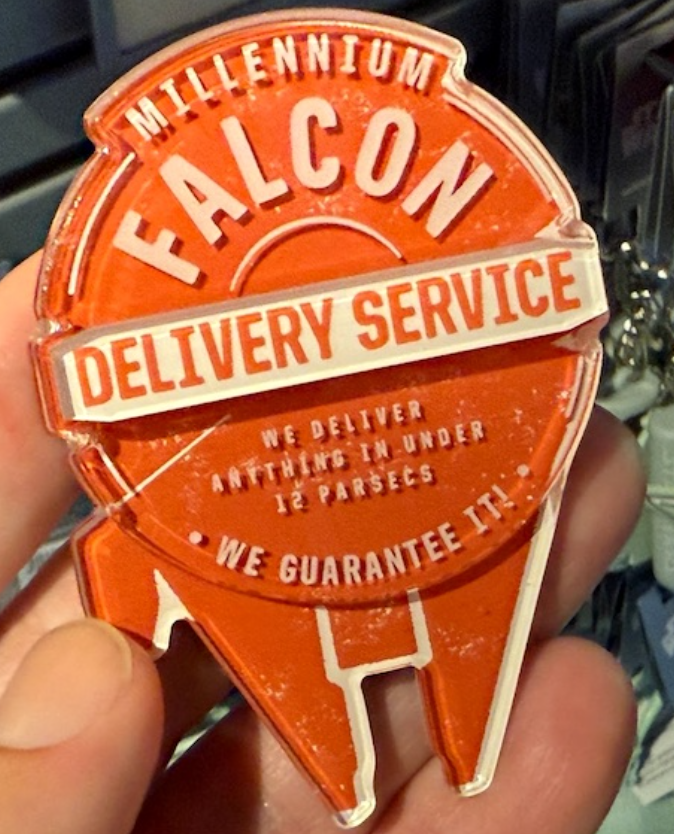 MILLENNIUM
FALCON
DELIVERY SERVICE
WE DELIVER
ANYTHING IN UNDER
12 PARSECS
• WE GUARANTEE IT! •